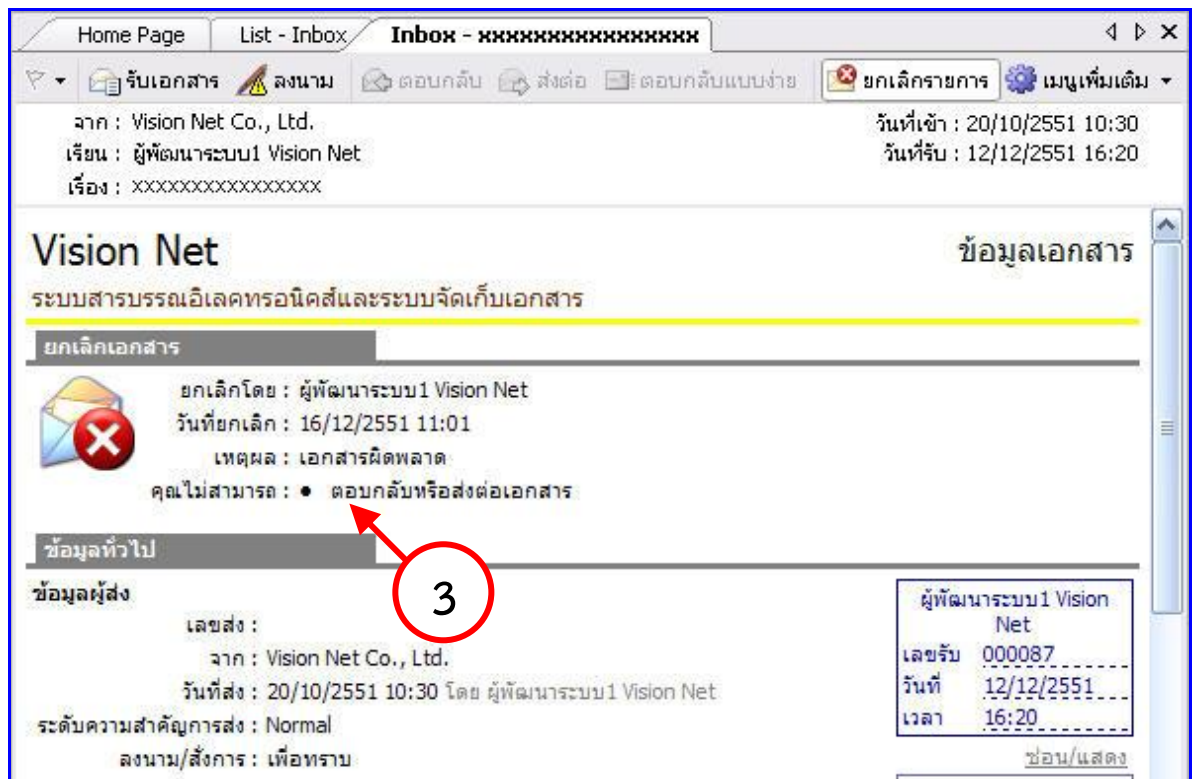 Home Page List - Inbox Inbox - xxxxxxxxxxxxxxxx
รับเอกสาร ลงนาม ตอบกลับ ส่งต่อ ตอบกลับแบบง่าย ยกเลิกรายการ เมนูเพิ่มเติม
จาก : Vision Net Co., Ltd. วันที่เข้า : 20/10/2551 10:30
เรียน : ผู้พัฒนาระบบ1 Vision Net วันที่รับ : 12/12/2551 16:20
เรื่อง : xxxxxxxxxxxxxxxx
Vision Net ข้อมูลเอกสาร
ระบบสารบรรณอิเลคทรอนิคส์และระบบจัดเก็บเอกสาร
ยกเลิกเอกสาร
ยกเลิกโดย : ผู้พัฒนาระบบ1 Vision Net
วันที่ยกเลิก : 16/12/2551 11:01
เหตุผล : เอกสารผิดพลาด
คุณไม่สามารถ : • ตอบกลับหรือส่งต่อเอกสาร
ข้อมูลทั่วไป
3
ข้อมูลผู้ส่ง
เลขส่ง :
จาก : Vision Net Co., Ltd.
วันที่ส่ง : 20/10/2551 10:30 โดย ผู้พัฒนาระบบ1 Vision Net
ระดับความสำคัญการส่ง : Normal
ลงนาม/สั่งการ : เพื่อทราบ
ผู้พัฒนาระบบ1 Vision
Net
เลขรับ 000087
วันที่ 12/12/2551
เวลา 16:20
ซ่อน/แสดง